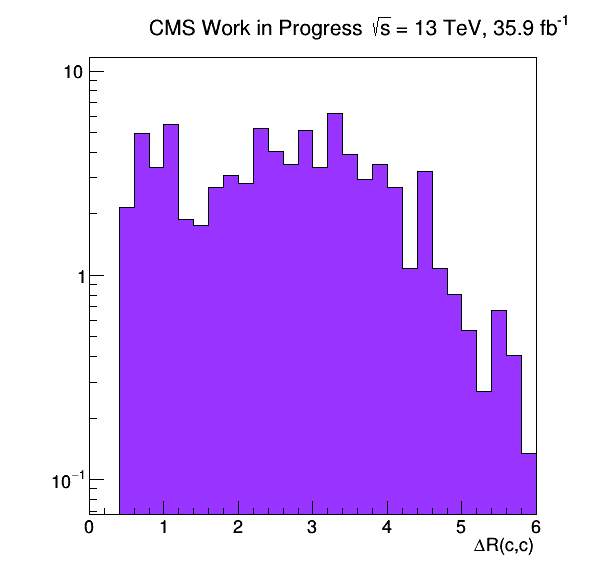 CMS Work in Progress √s = 13 TeV, 35.9 fb⁻¹
10
1
10⁻¹
0 1 2 3 4 5 6
ΔR(c,c)